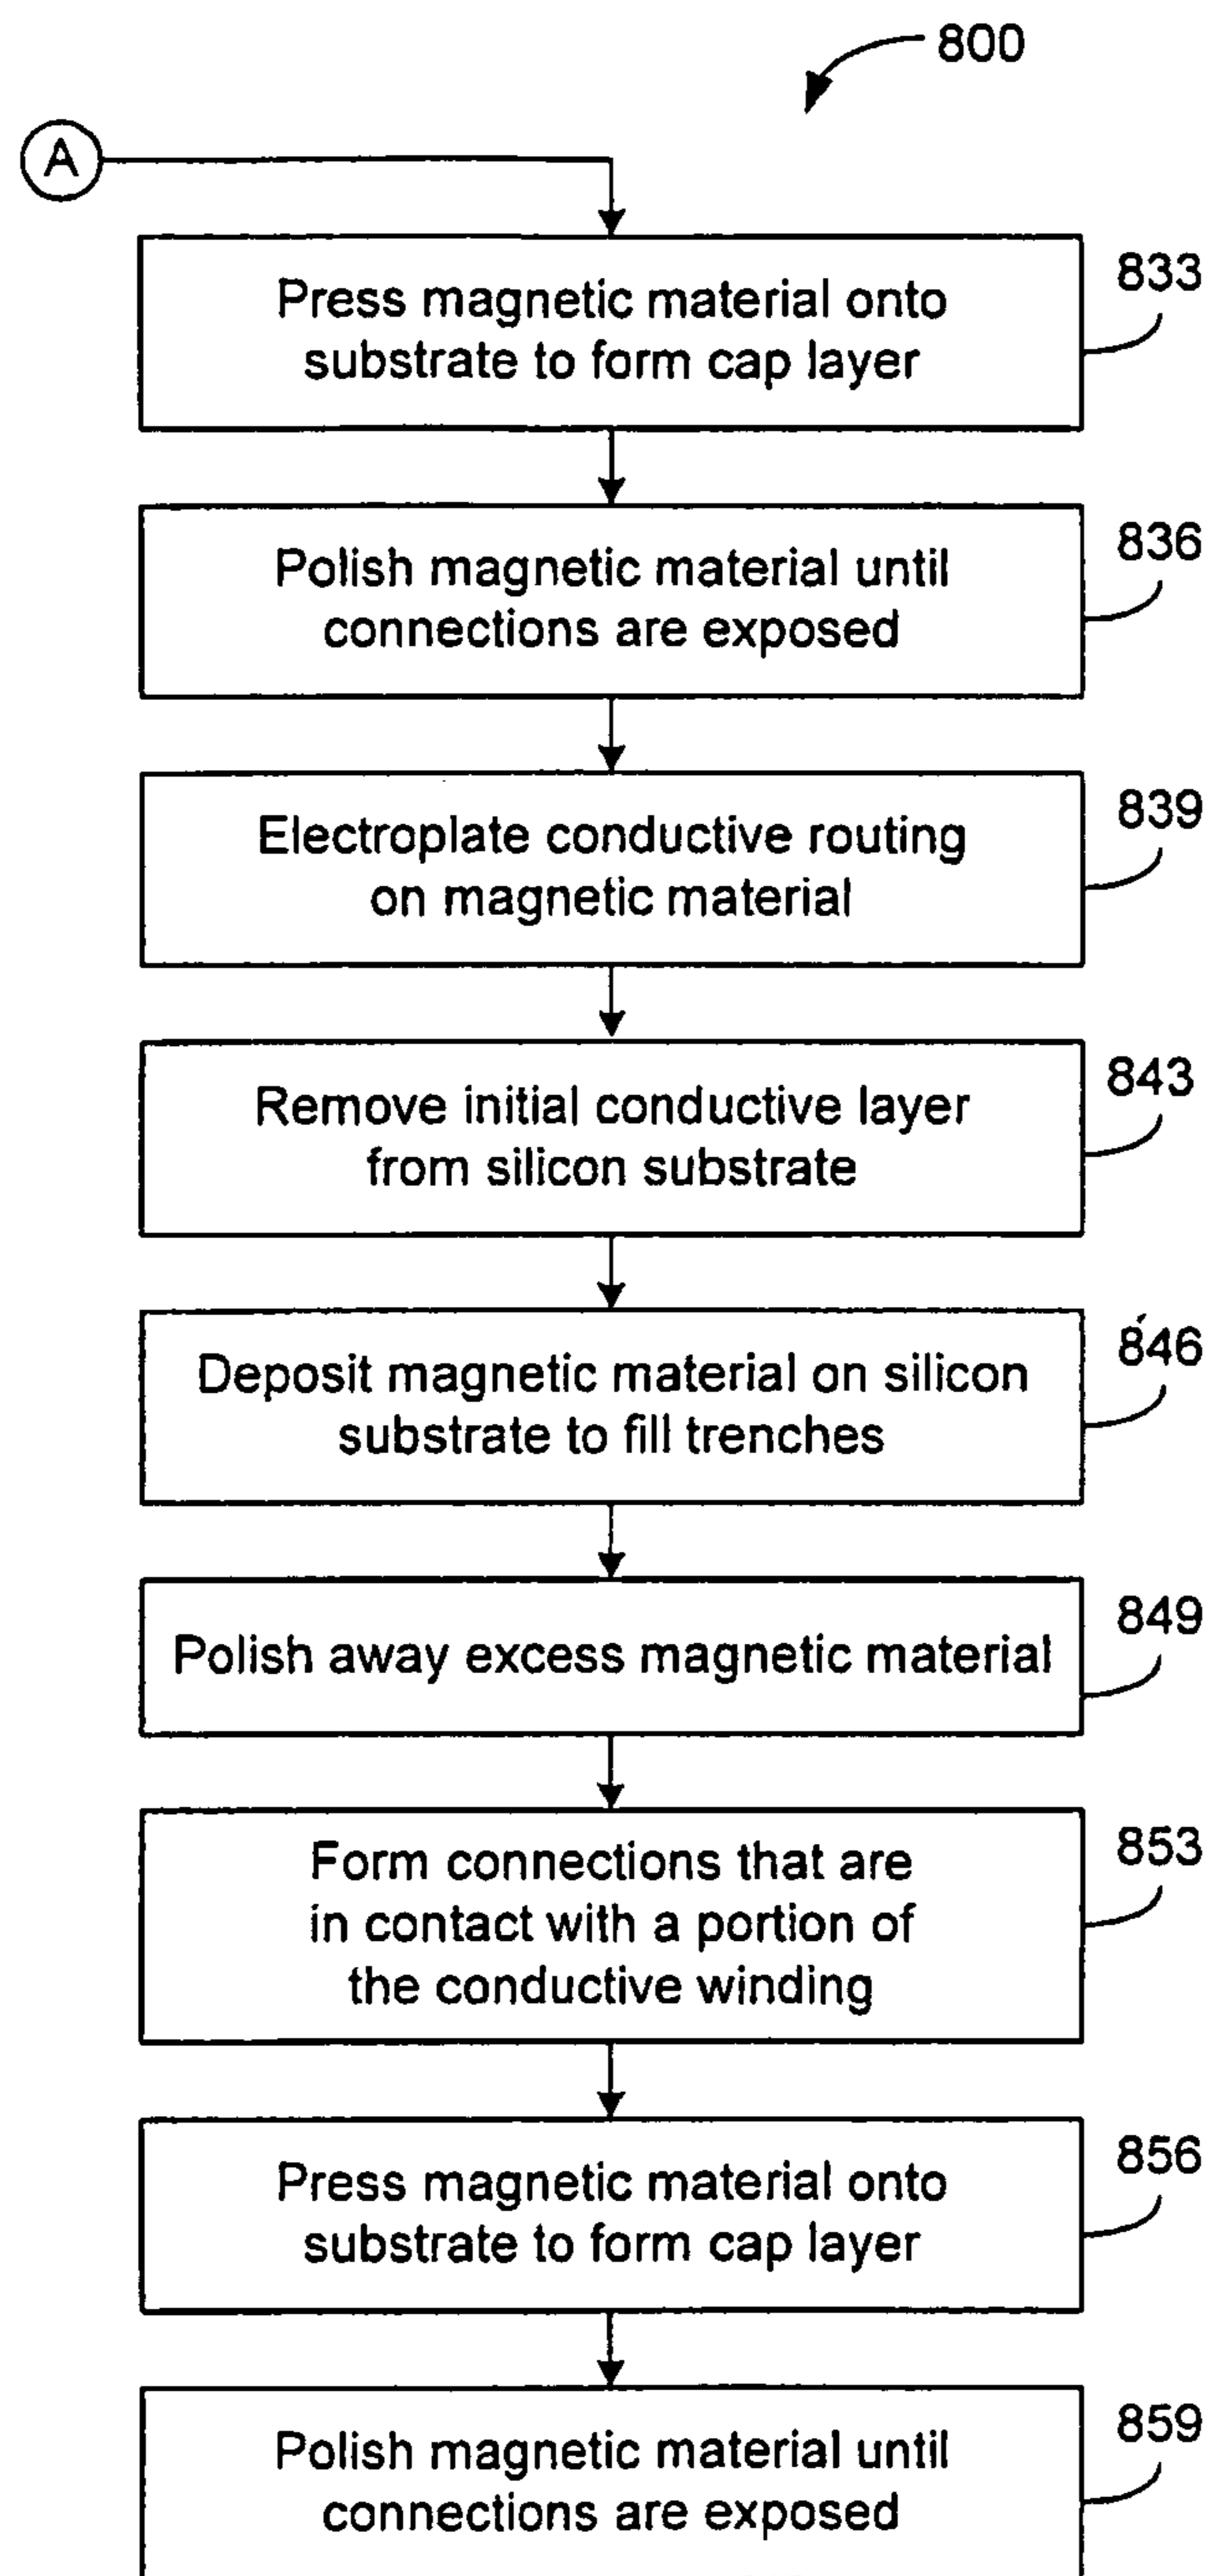 800
A
Press magnetic material onto
substrate to form cap layer
833
Polish magnetic material until
connections are exposed
836
Electroplate conductive routing
on magnetic material
839
Remove initial conductive layer
from silicon substrate
843
Deposit magnetic material on silicon
substrate to fill trenches
846
Polish away excess magnetic material
849
Form connections that are
in contact with a portion of
the conductive winding
853
Press magnetic material onto
substrate to form cap layer
856
Polish magnetic material until
connections are exposed
859